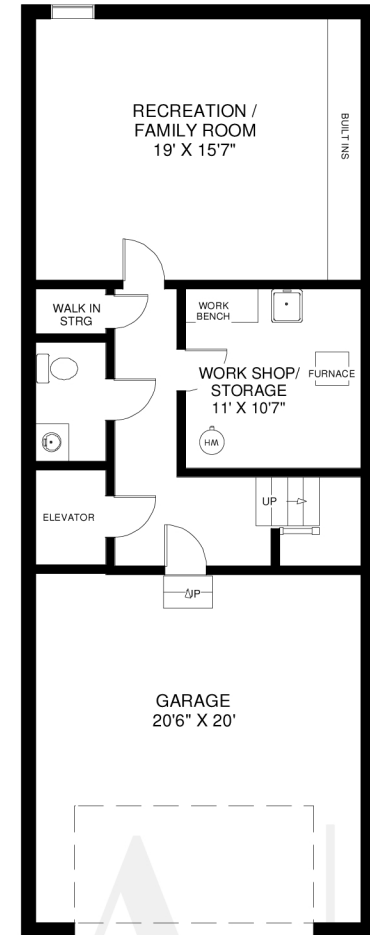 RECREATION /
FAMILY ROOM
19' X 15'7"
BUILT INS
WALK IN
STRG
WORK
BENCH
WORK SHOP/
STORAGE
11' X 10'7"
FURNACE
HW
ELEVATOR
UP
UP
GARAGE
20'6" X 20'